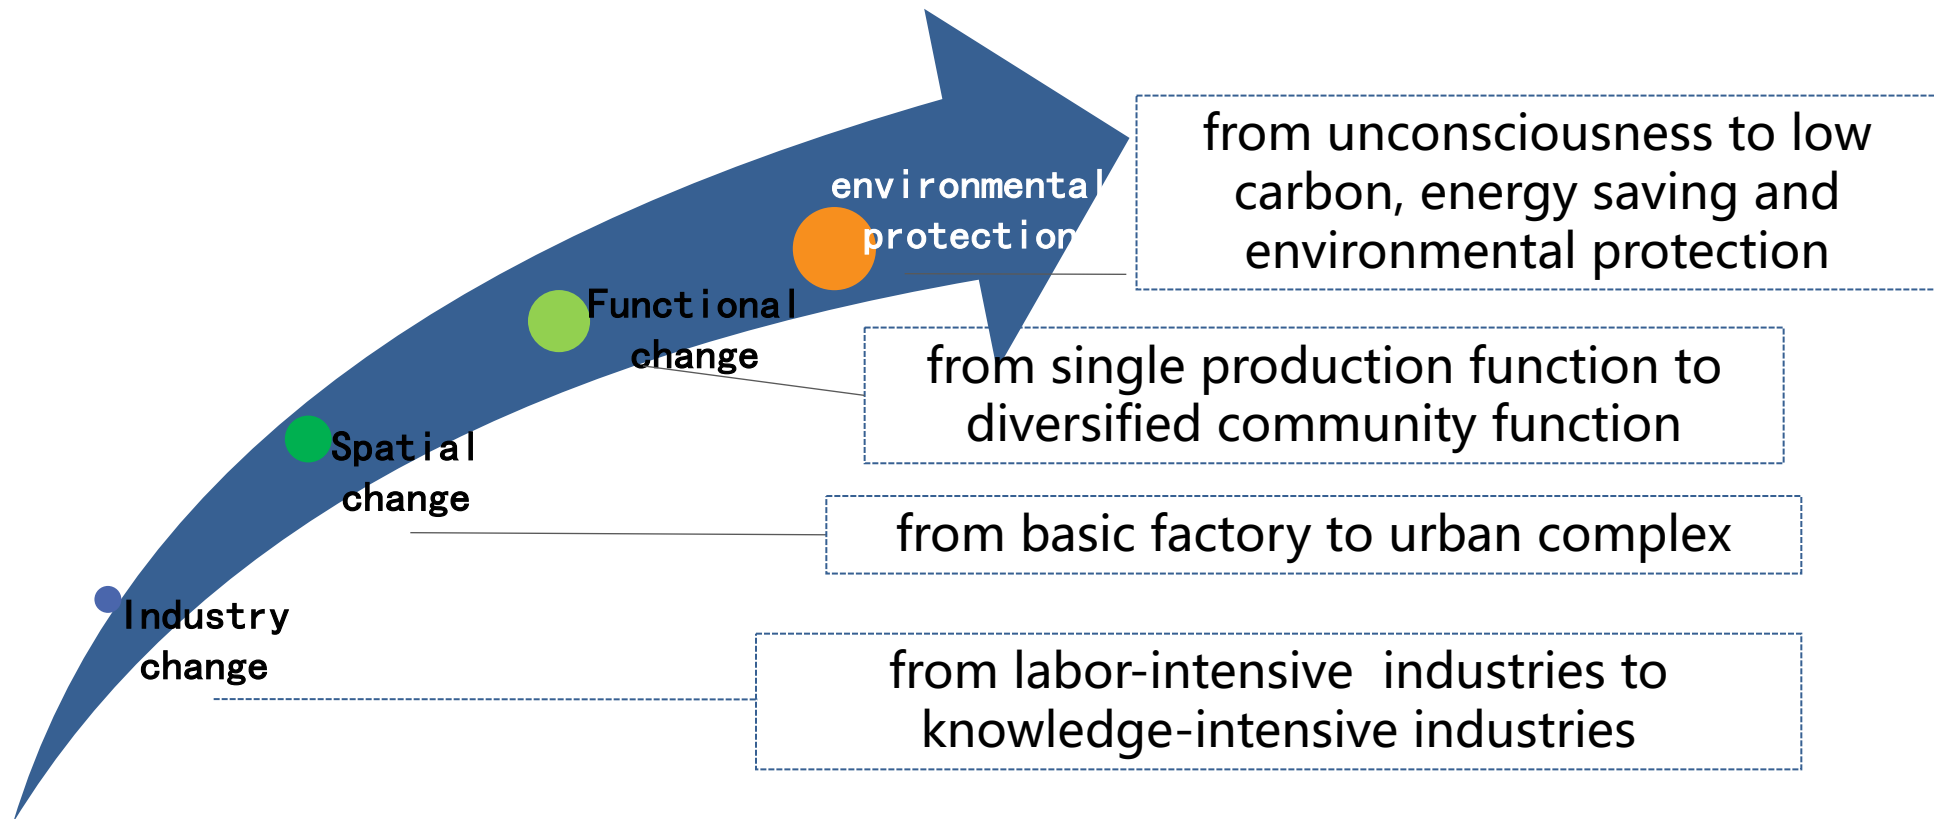 environmental
protection
from unconsciousness to low
carbon, energy saving and
environmental protection
Functional
change
from single production function to
diversified community function
Spatial
change
from basic factory to urban complex
Industry
change
from labor-intensive  industries to
knowledge-intensive industries